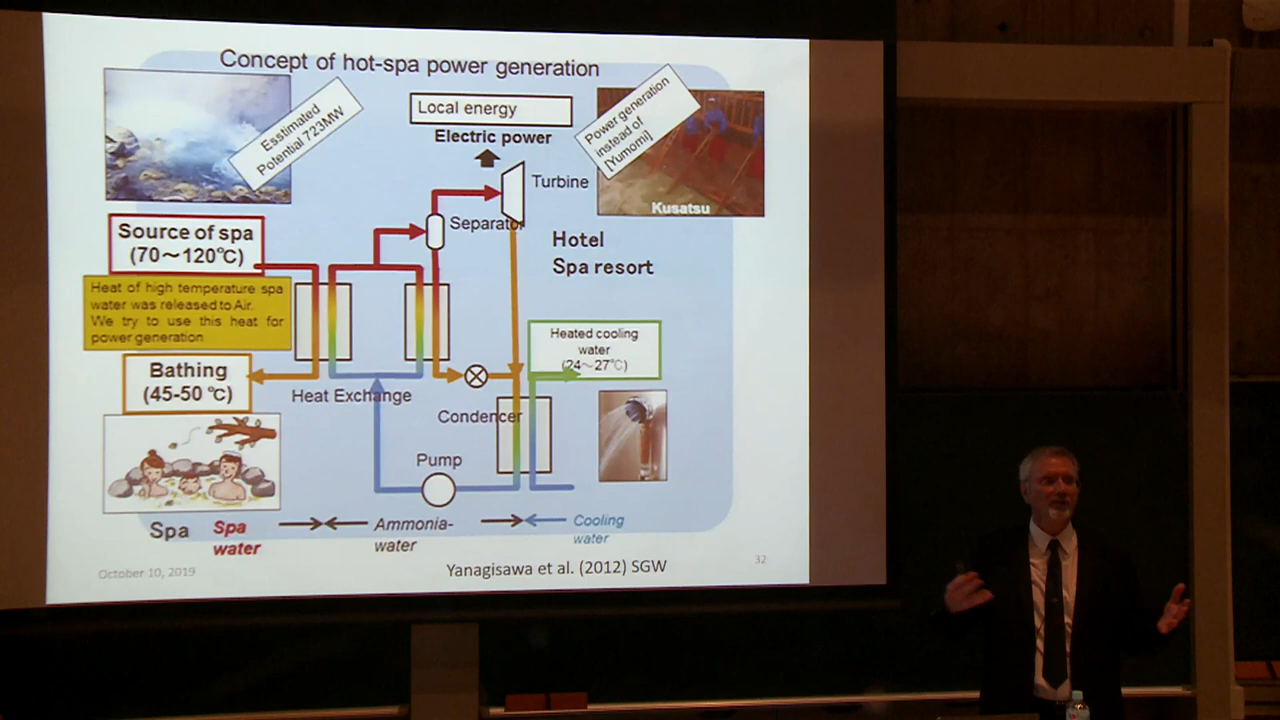 Concept of hot-spa power generation
Esstimated
Potential 723MW
Local energy
Electric power
Power generation
instead of
[Yumomi]
Kusatsu
Turbine
Separator
Source of spa
(70～120℃)
Hotel
Spa resort
Heat of high temperature spa
water was released to Air.
We try to use this heat for
power generation
Heated cooling
water
(24～27℃)
Bathing
(45-50 ℃)
Heat Exchange
Condencer
Pump
Spa
Spa
water
Ammonia-
water
Cooling
water
October 10, 2019
Yanagisawa et al. (2012) SGW
32